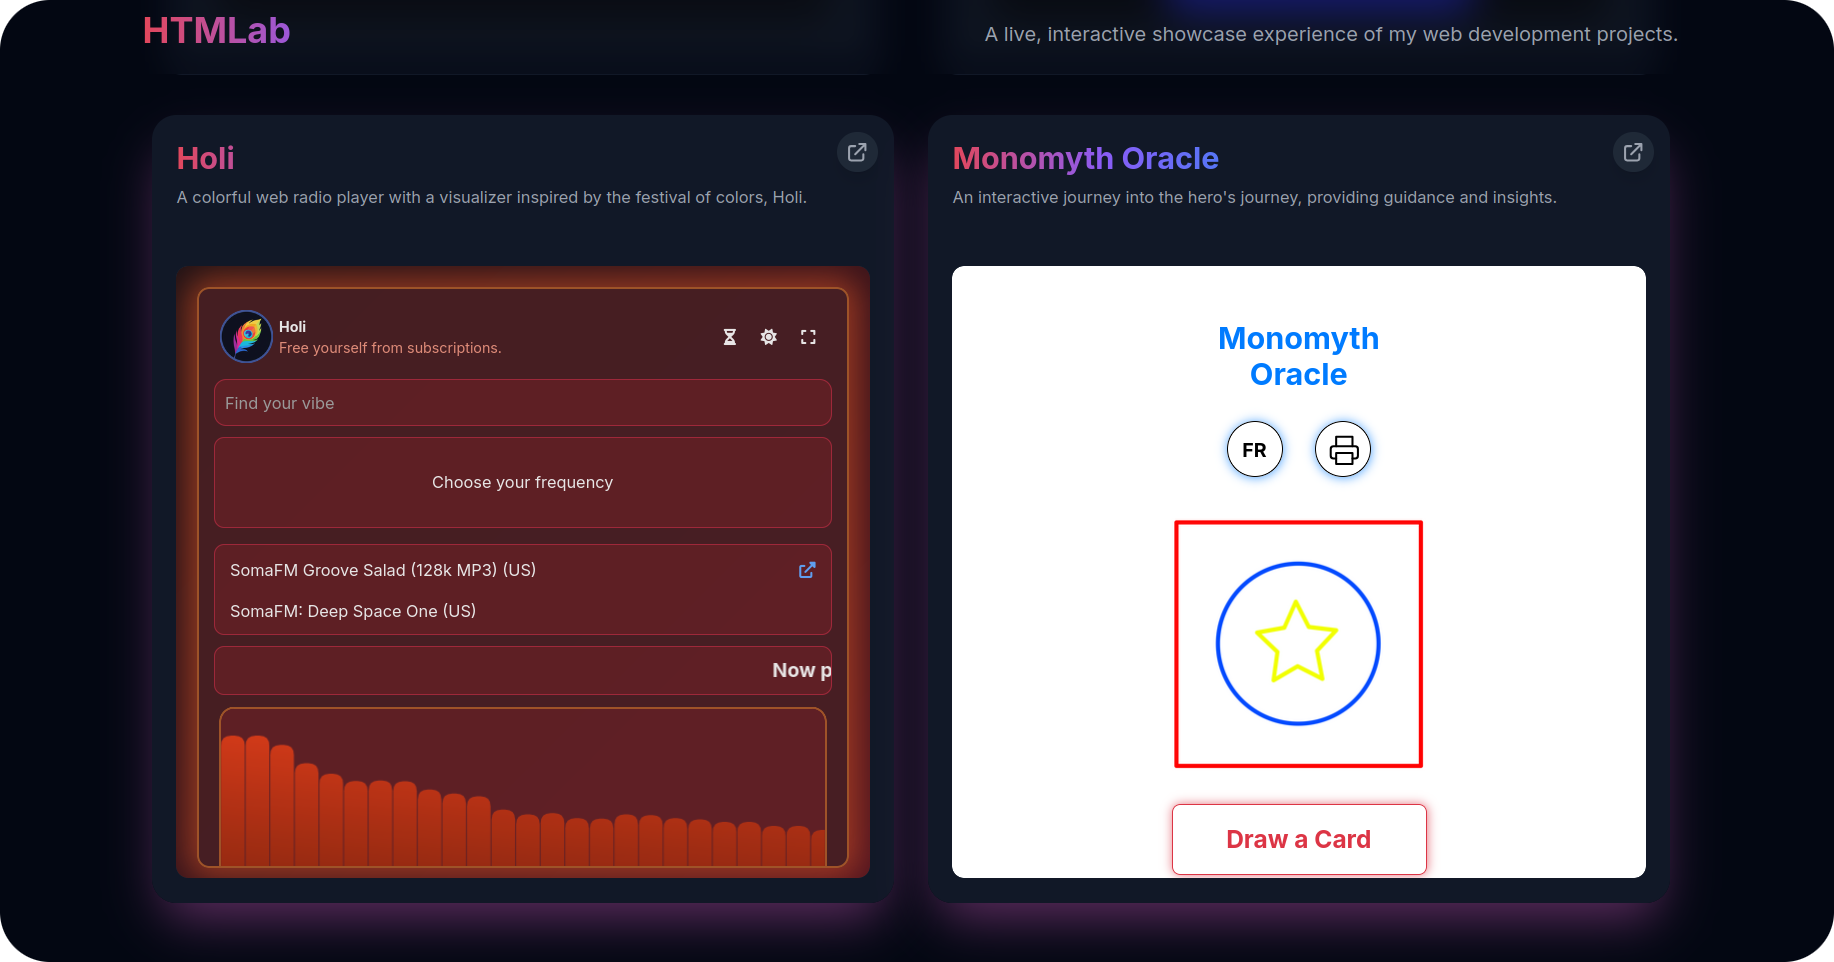 HTMLab
A live, interactive showcase experience of my web development projects.
Holi
A colorful web radio player with a visualizer inspired by the festival of colors, Holi.
Holi
Free yourself from subscriptions.
Find your vibe
Choose your frequency
SomaFM Groove Salad (128k MP3) (US)
SomaFM: Deep Space One (US)
Now p
Monomyth Oracle
An interactive journey into the hero's journey, providing guidance and insights.
Monomyth
Oracle
FR
Draw a Card